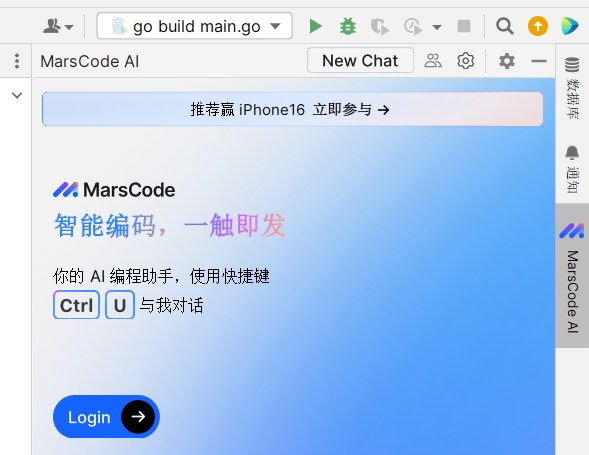 go build main.go
MarsCode AI
New Chat
推荐赢 iPhone16 立即参与 →
MarsCode
智能编码，一触即发
你的 AI 编程助手，使用快捷键
Ctrl U 与我对话
Login →
数据库
通知
MarsCode AI